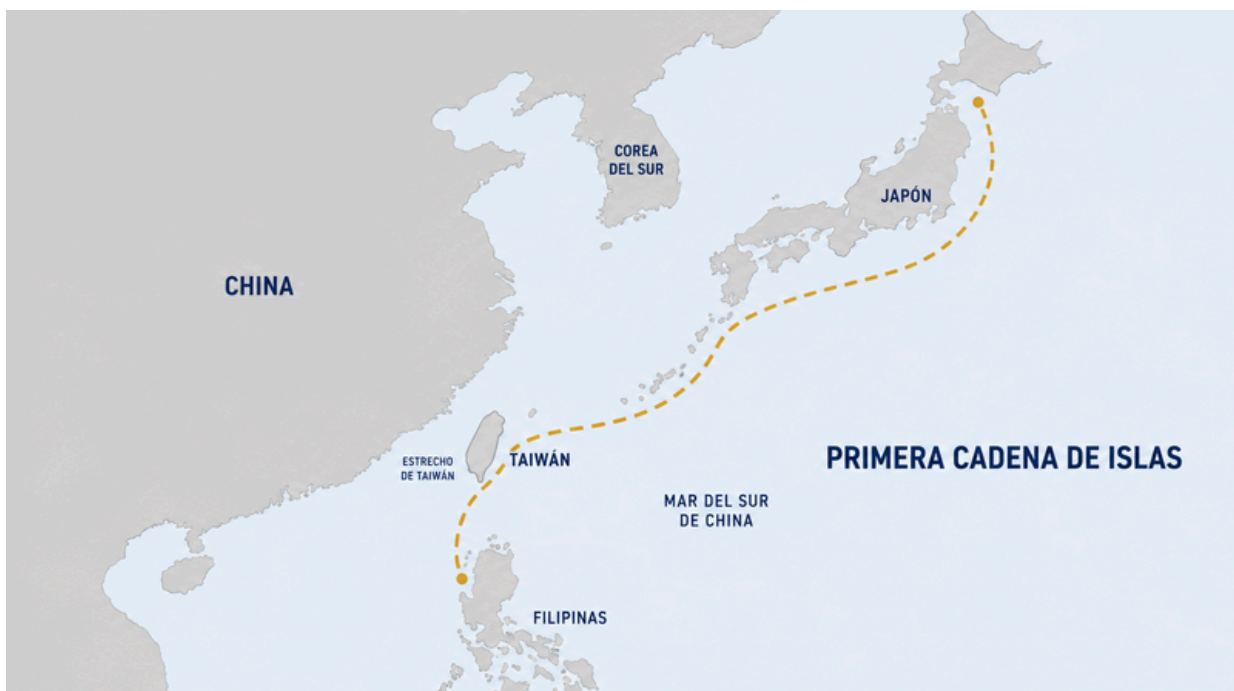 COREA
DEL SUR
JAPÓN
CHINA
ESTRECHO
DE TAIWÁN
TAIWÁN
PRIMERA CADENA DE ISLAS
MAR DEL SUR
DE CHINA
FILIPINAS